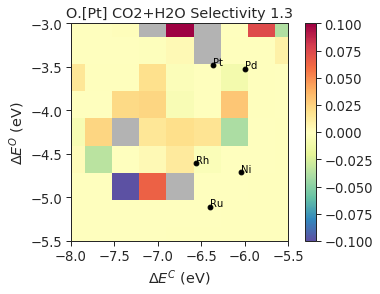 O.[Pt] CO2+H2O Selectivity 1.3
−3.0
−3.5
−4.0
−4.5
−5.0
−5.5
ΔE^O (eV)
Pt
Pd
Rh
Ni
Ru
−8.0 −7.5 −7.0 −6.5 −6.0 −5.5
ΔE^C (eV)
0.100
0.075
0.050
0.025
0.000
−0.025
−0.050
−0.075
−0.100